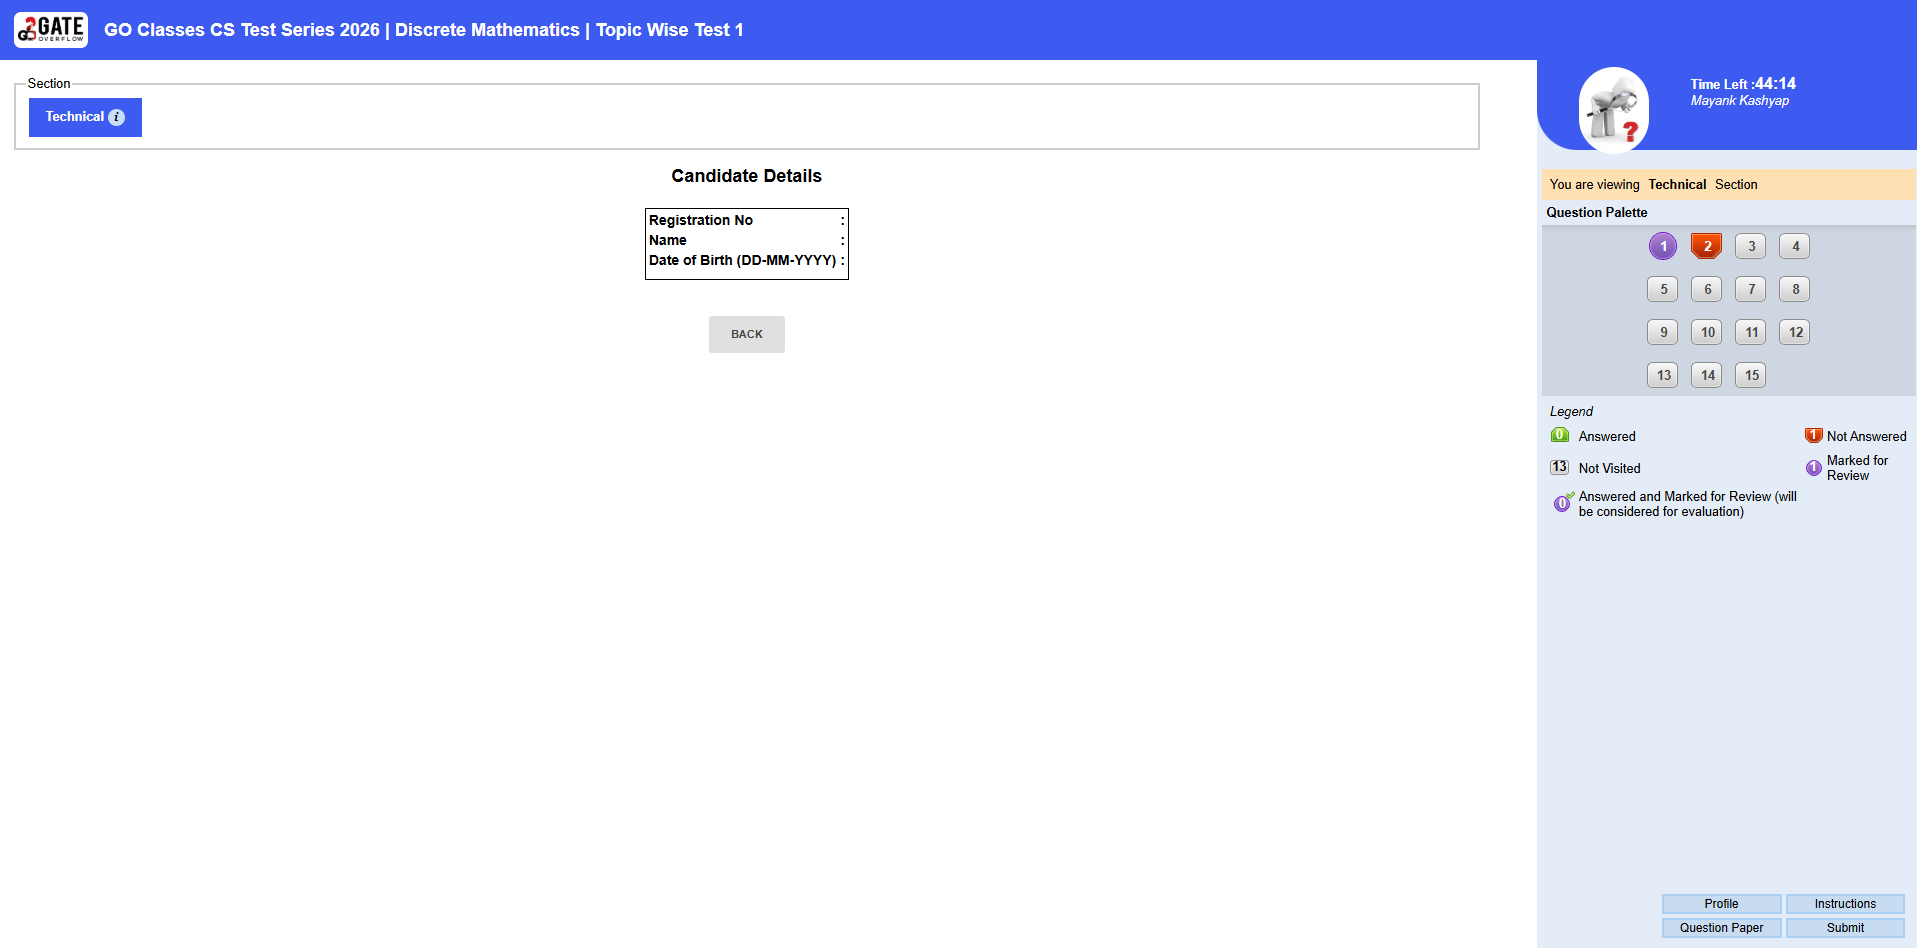 GATE
GO
OVERFLOW
GO Classes CS Test Series 2026 | Discrete Mathematics | Topic Wise Test 1
Section
Technical i
Candidate Details
Registration No :
Name :
Date of Birth (DD-MM-YYYY) :
BACK
Time Left :44:14
Mayank Kashyap
?
You are viewing Technical Section
Question Palette
1 2 3 4
5 6 7 8
9 10 11 12
13 14 15
Legend
0 Answered
1 Not Answered
13 Not Visited
1 Marked for
Review
0 Answered and Marked for Review (will
be considered for evaluation)
Profile
Instructions
Question Paper
Submit